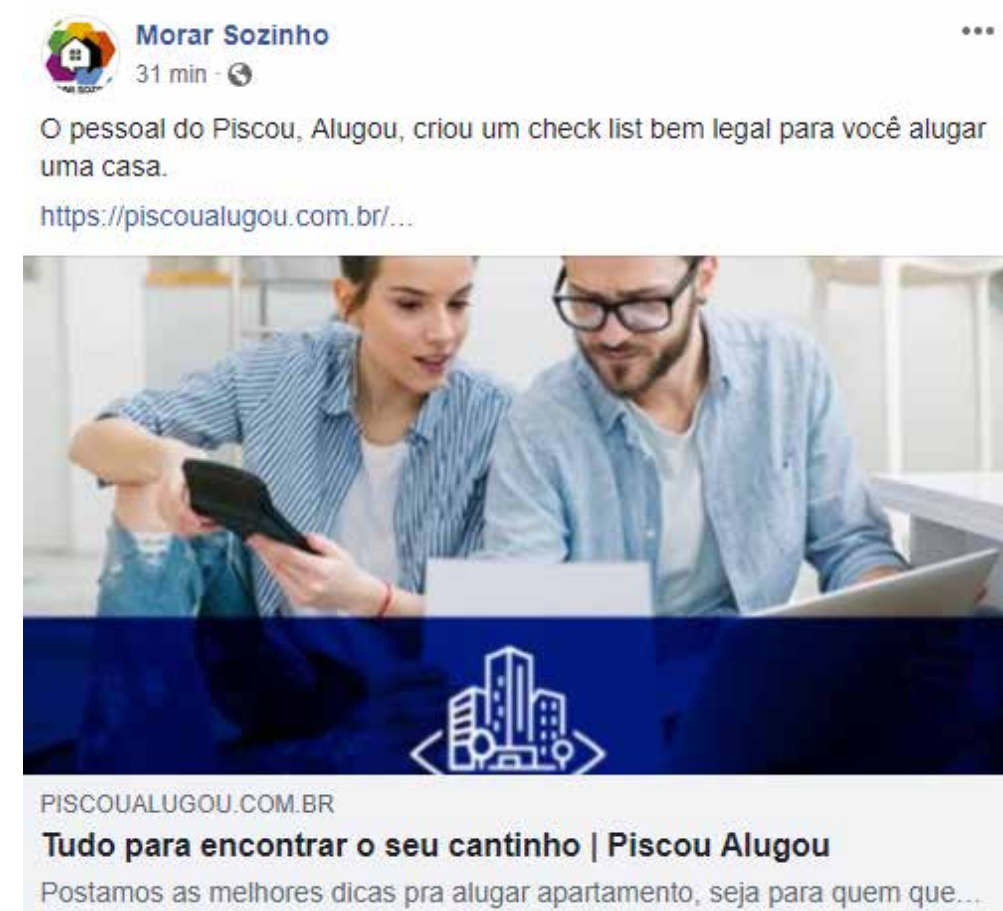 Morar Sozinho
31 min ·
O pessoal do Piscou, Alugou, criou um check list bem legal para você alugar
uma casa.
https://piscoualugou.com.br/...
PISCOUALUGOU.COM.BR
Tudo para encontrar o seu cantinho | Piscou Alugou
Postamos as melhores dicas pra alugar apartamento, seja para quem que...